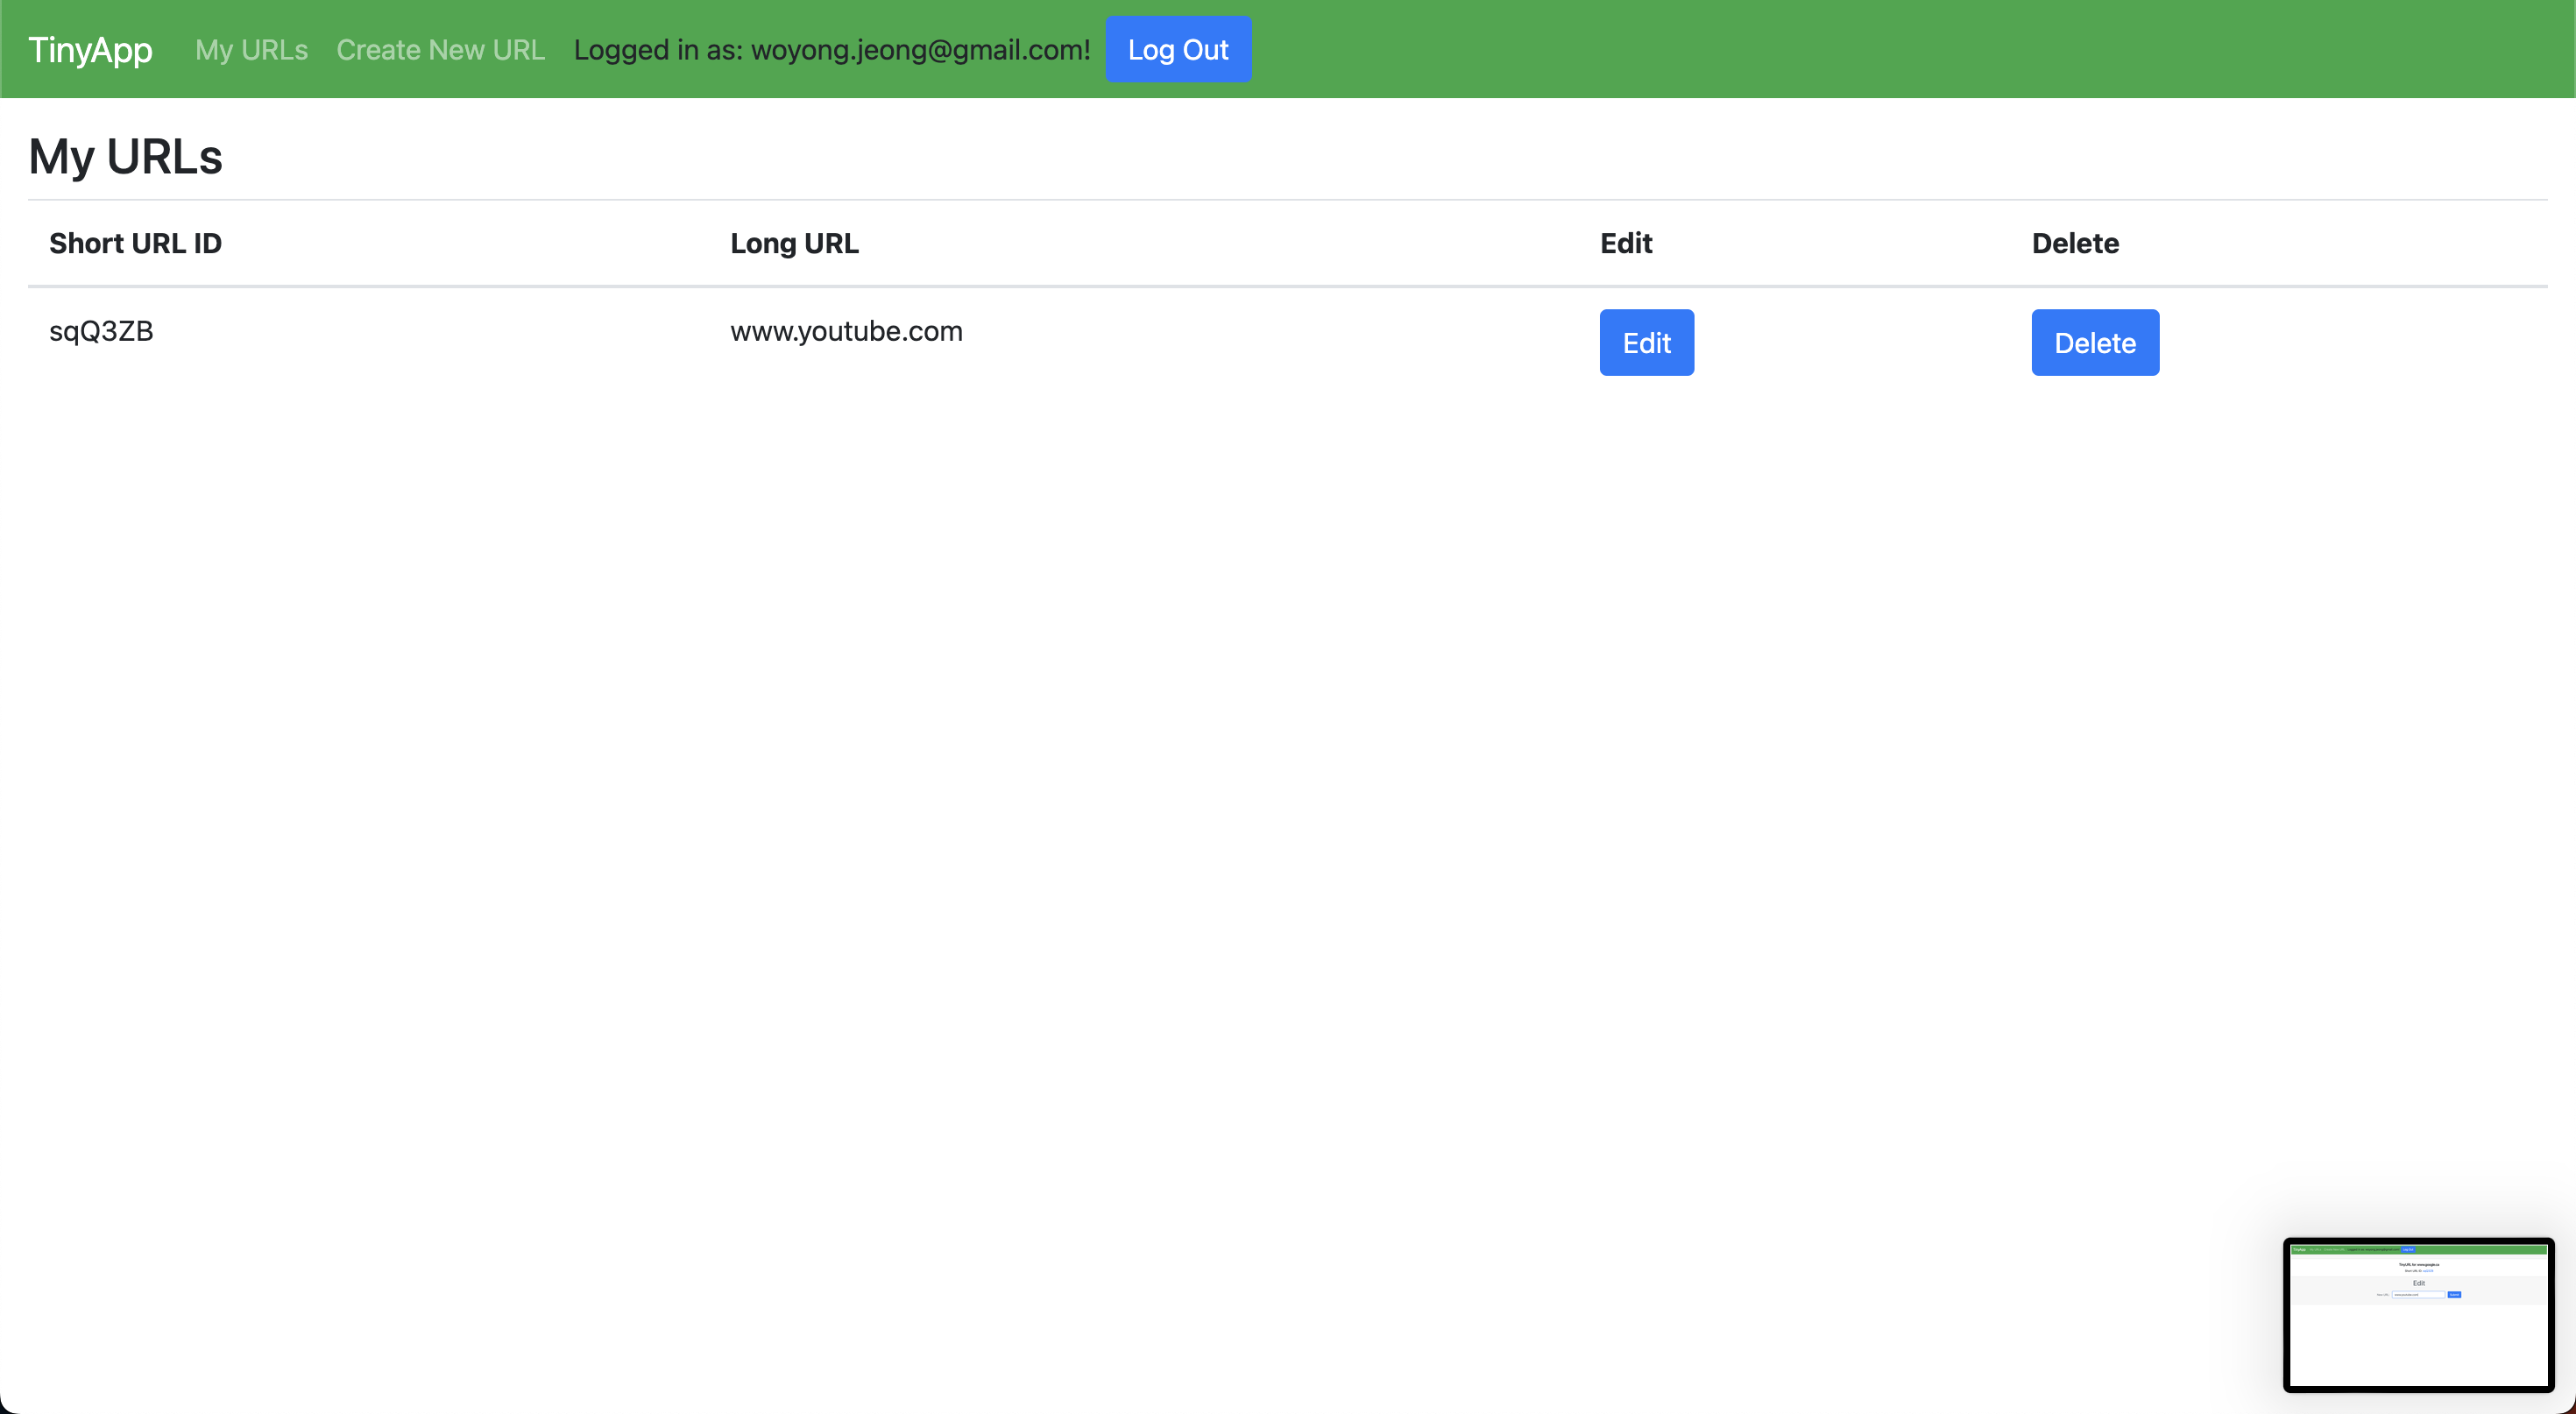 TinyApp My URLs Create New URL Logged in as: woyong.jeong@gmail.com! Log Out
My URLs
Short URL ID Long URL Edit Delete
sqQ3ZB www.youtube.com Edit Delete
Edit